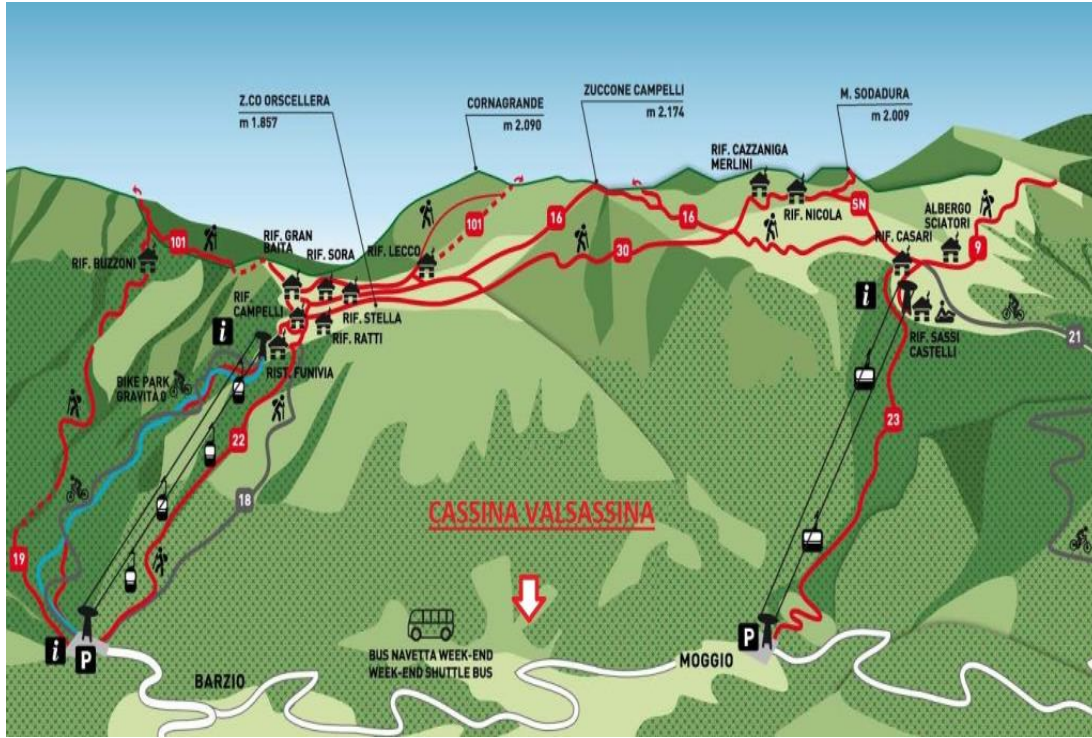 Z.CO ORSCELLERA
m 1.857
CORNAGRANDE
m 2.090
ZUCCONE CAMPELLI
m 2.174
M. SODADURA
m 2.009
RIF. CAZZANIGA
MERLINI
RIF. NICOLA
SN
ALBERGO
SCIATORI
9
RIF. CASARI
101
RIF. BUZZONI
RIF. GRAN
BAITA
RIF. SORA
RIF. LECCO
101
16
16
30
RIF.
CAMPELLI
RIF. STELLA
RIF. RATTI
RIST. FUNIVIA
i
i
RIF. SASSI
CASTELLI
21
BIKE PARK
GRAVITÀ 0
22
23
18
CASSINA VALSASSINA
19
i
P
BUS NAVETTA WEEK-END
WEEK-END SHUTTLE BUS
BARZIO
MOGGIO
P